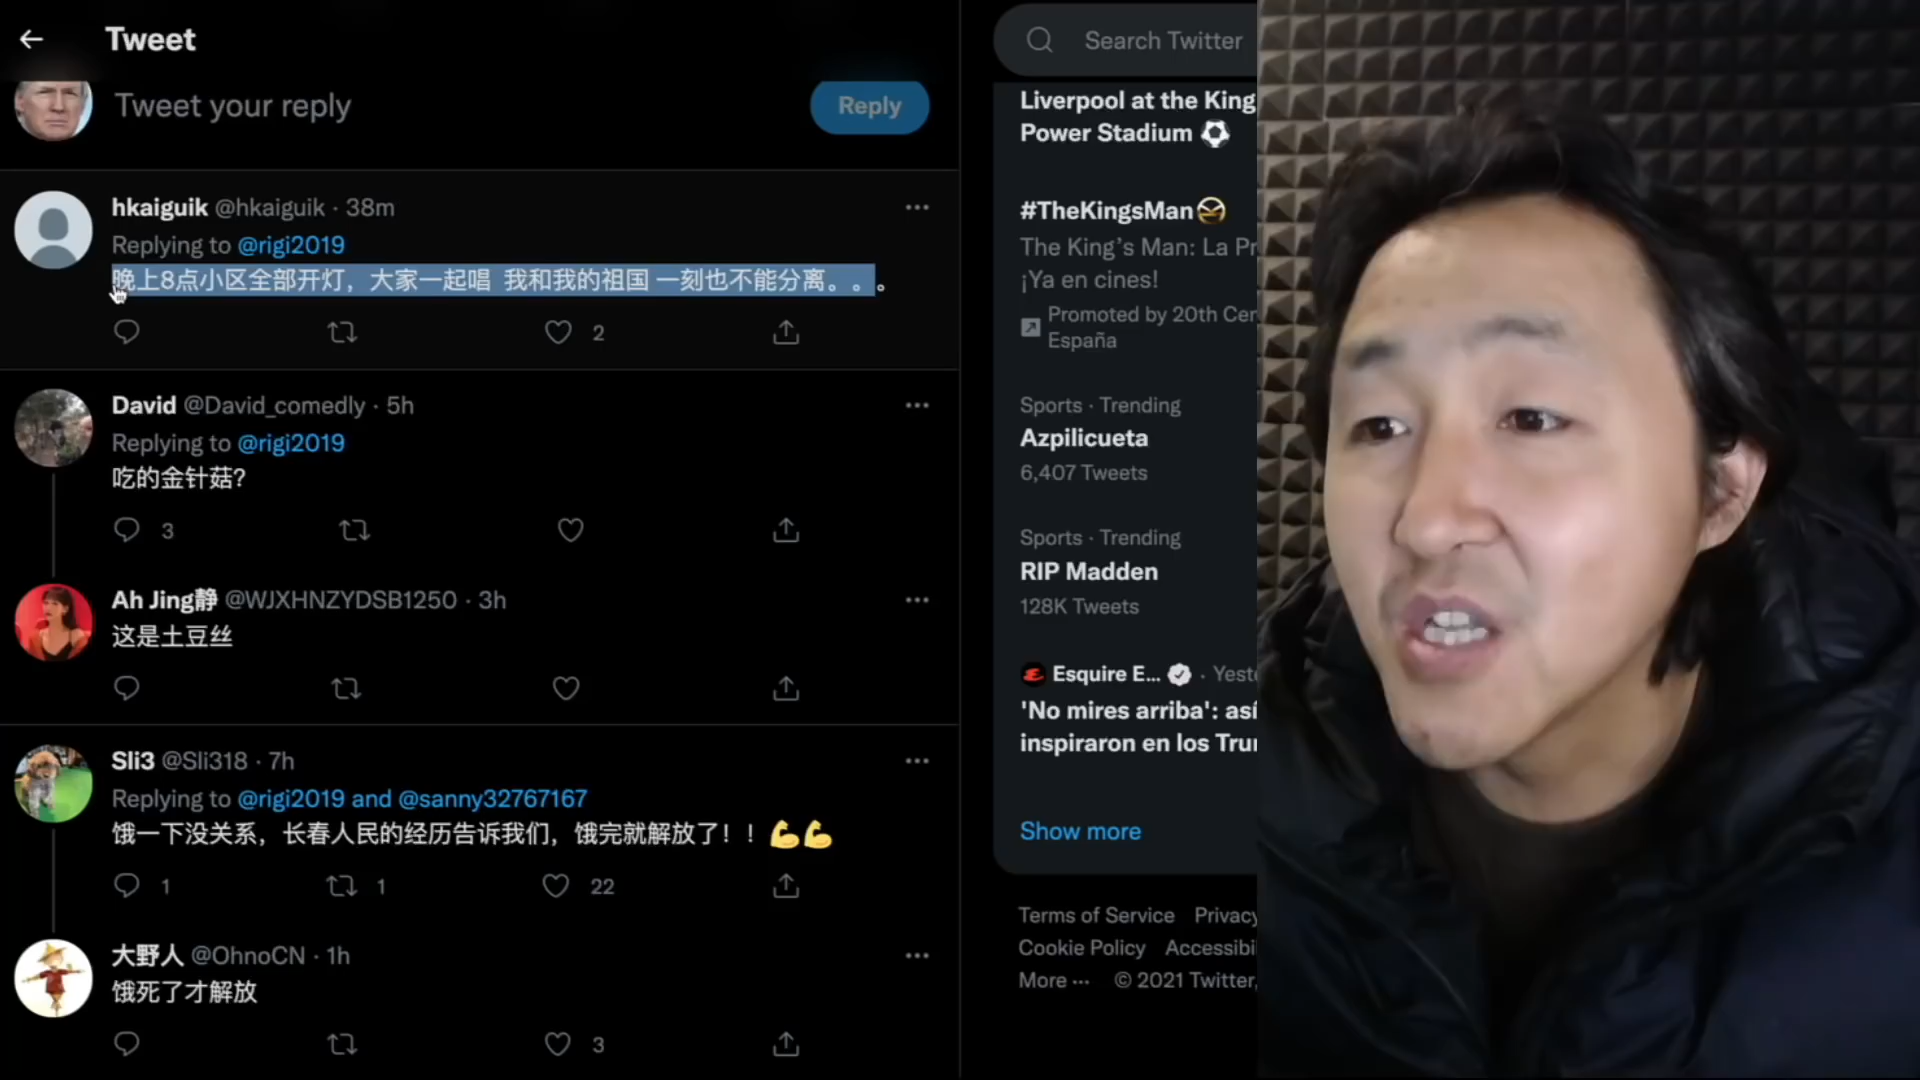 Tweet
Tweet your reply
Reply
hkaiguik @hkaiguik · 38m
Replying to @rigi2019
晚上8点小区全部开灯，大家一起唱 我和我的祖国 一刻也不能分离。。。
2
David @David_comedly · 5h
Replying to @rigi2019
吃的金针菇?
3
Ah Jing静 @WJXHNZYDSB1250 · 3h
这是土豆丝
Sli3 @Sli318 · 7h
Replying to @rigi2019 and @sanny32767167
饿一下没关系，长春人民的经历告诉我们，饿完就解放了！！💪💪
1 1 22
大野人 @OhnoCN · 1h
饿死了才解放
3
Search Twitter
Liverpool at the King
Power Stadium
#TheKingsMan
The King's Man: La Pr
¡Ya en cines!
Promoted by 20th Cen
España
Sports · Trending
Azpilicueta
6,407 Tweets
Sports · Trending
RIP Madden
128K Tweets
Esquire E... · Yeste
'No mires arriba': así
inspiraron en los Tru
Show more
Terms of Service Privacy
Cookie Policy Accessibi
More ··· © 2021 Twitter,